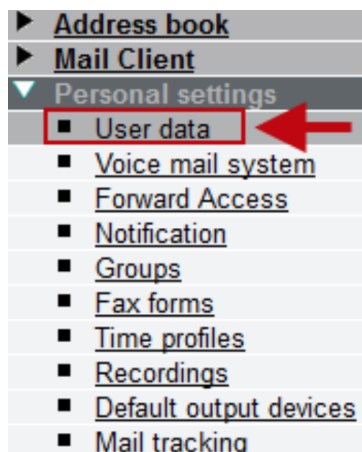 Address book
Mail Client
Personal settings
User data
Voice mail system
Forward Access
Notification
Groups
Fax forms
Time profiles
Recordings
Default output devices
Mail tracking